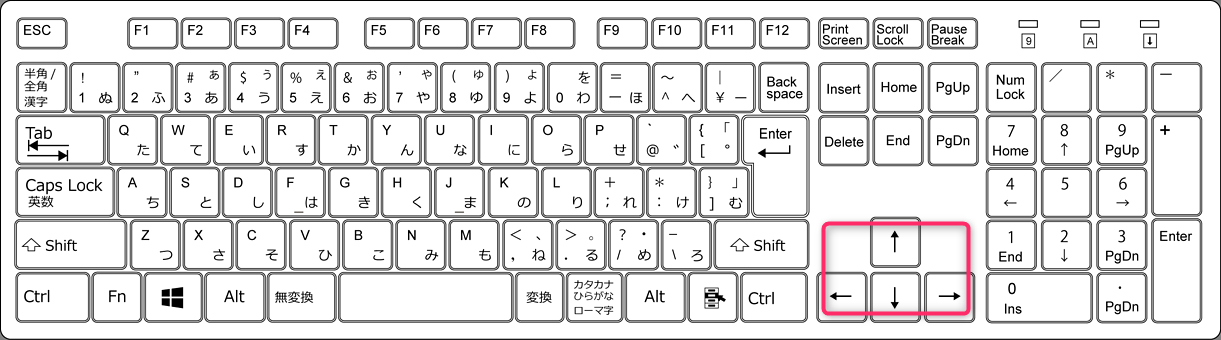 ESC F1 F2 F3 F4 F5 F6 F7 F8 F9 F10 F11 F12 Print Screen Scroll Lock Pause Break 9 A ↓
半角/全角 漢字 ! 1 ぬ " 2 ふ # ぁ 3 あ $ ぅ 4 う % ぇ 5 え & ぉ 6 お ' ゃ 7 や ( ゅ 8 ゆ ) ょ 9 よ を 0 わ = - ほ ~ ^ へ | ¥ ー Back space Insert Home PgUp Num Lock / * -
Tab Q た W て E い R す T か Y ん U な I に O ら P せ ` @ ゛ { 「 [ ゜ Enter Delete End PgDn 7 Home 8 ↑ 9 PgUp +
Caps Lock 英数 A ち S と D し F _は G き H く J _ま K の L り + ; れ * : け } 」 ] む 4 ← 5 6 →
Shift Z つ X さ C そ V ひ B こ N み M も < 、 , ね > 。 . る ? ・ / め _ \ ろ Shift ↑ 1 End 2 ↓ 3 PgDn Enter
Ctrl Fn Alt 無変換 変換 カタカナ ひらがな ローマ字 Alt Ctrl ← ↓ → 0 Ins . PgDn